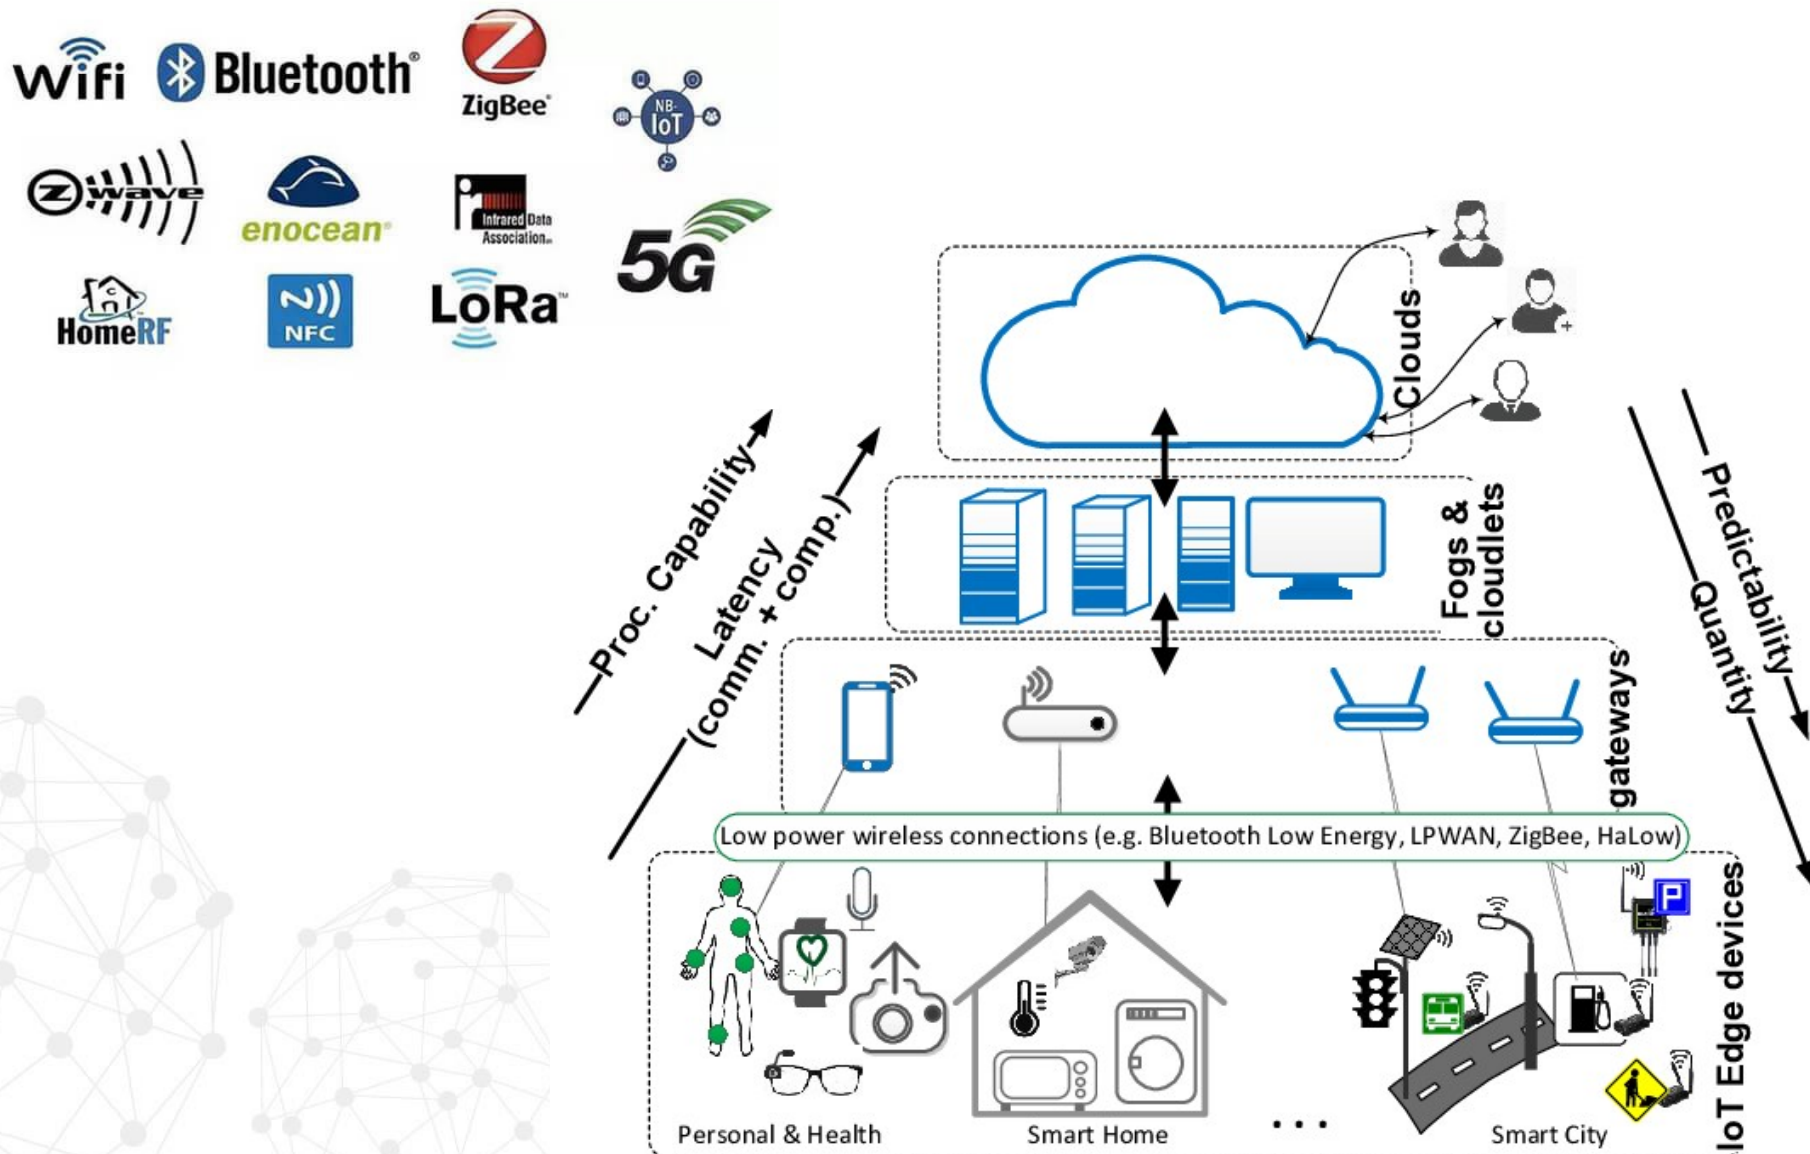 Wifi
Bluetooth®
ZigBee®
NB-
IoT
Z wave
enocean®
Infrared Data
Association
5G
HomeRF
NFC
LoRa™
Clouds
Fogs &
cloudlets
gateways
IoT Edge devices
Proc. Capability
Latency
(comm. + comp.)
Predictability
Quantity
Low power wireless connections (e.g. Bluetooth Low Energy, LPWAN, ZigBee, HaLow)
P
Personal & Health
Smart Home
...
Smart City